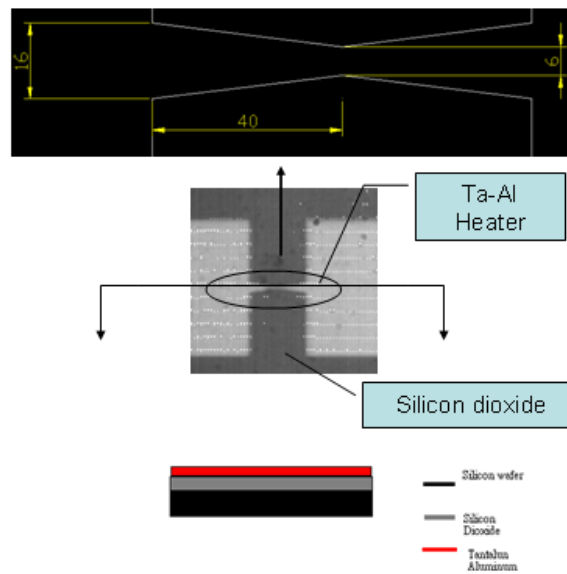 16
40
6
Ta-Al
Heater
Silicon dioxide
Silicon wafer
Silicon
Dioxide
Tantalun
Aluminum